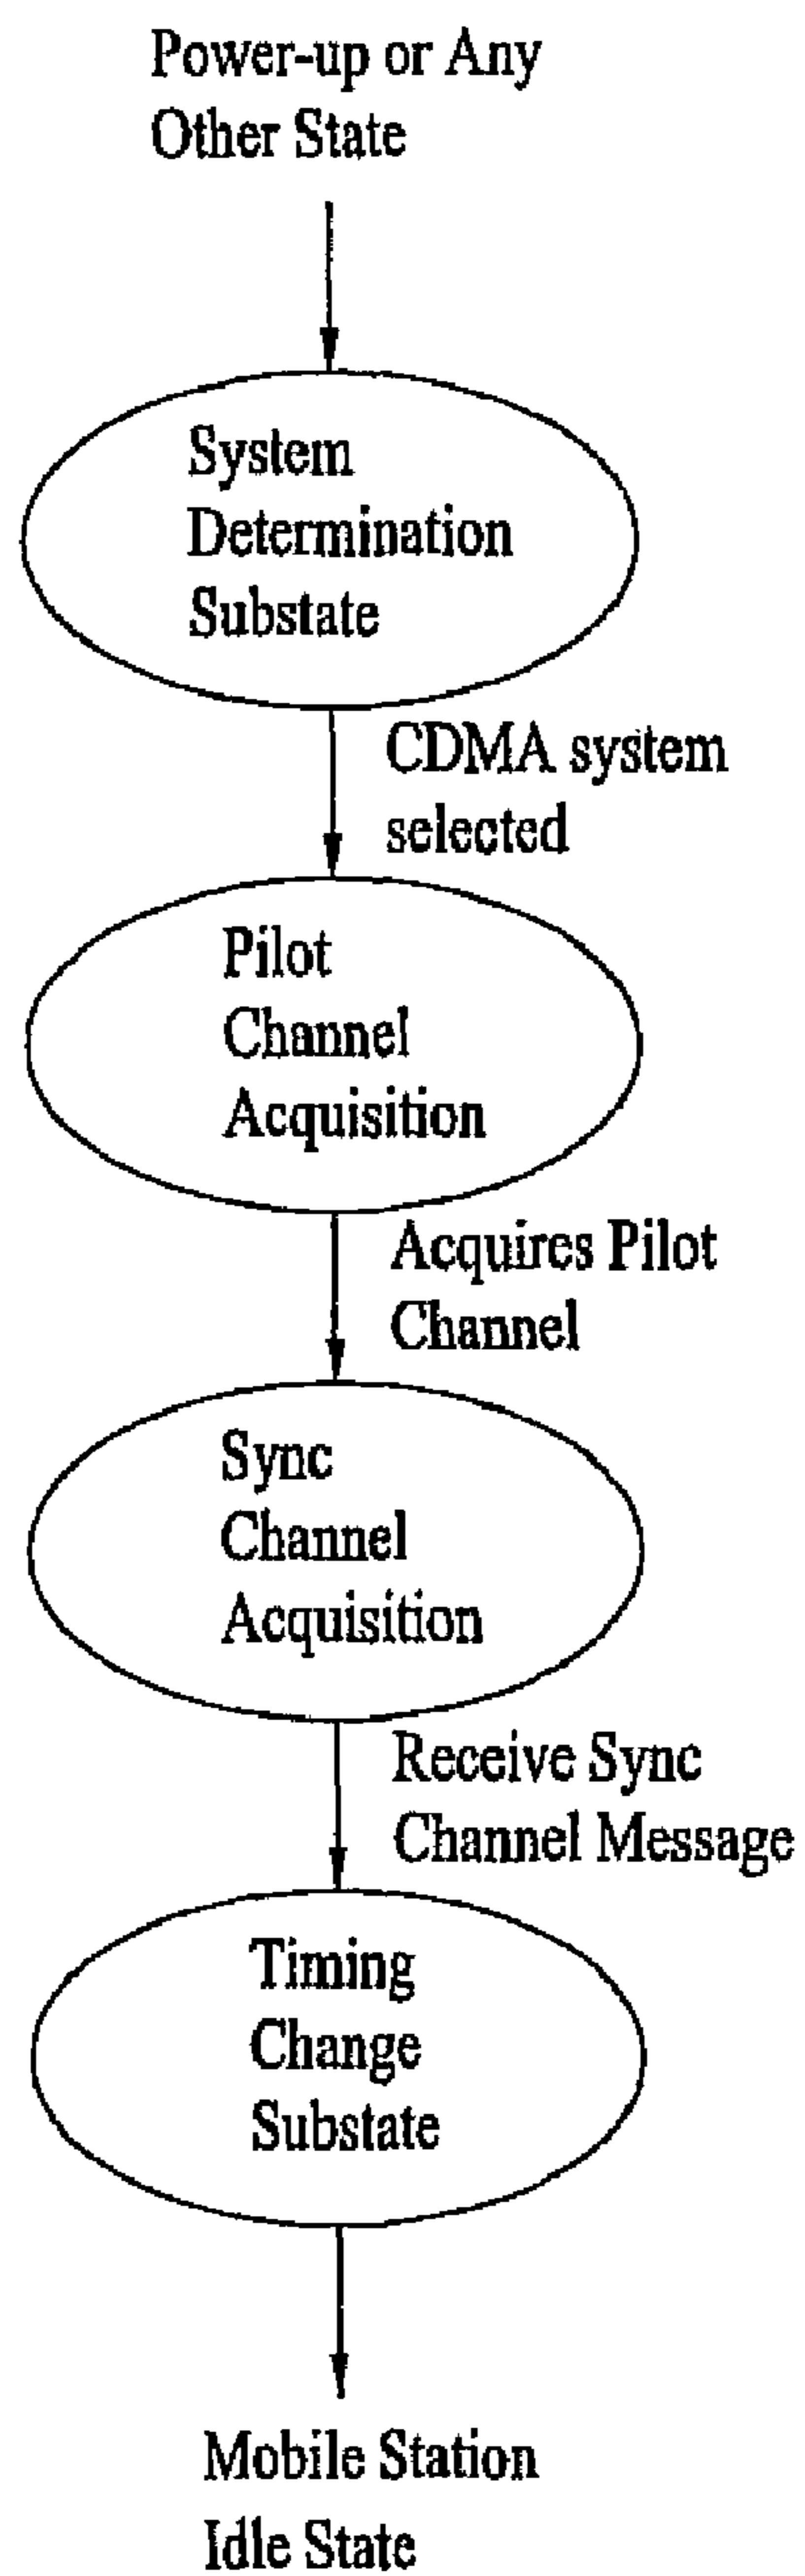 Power-up or Any
Other State
System
Determination
Substate
CDMA system
selected
Pilot
Channel
Acquisition
Acquires Pilot
Channel
Sync
Channel
Acquisition
Receive Sync
Channel Message
Timing
Change
Substate
Mobile Station
Idle State